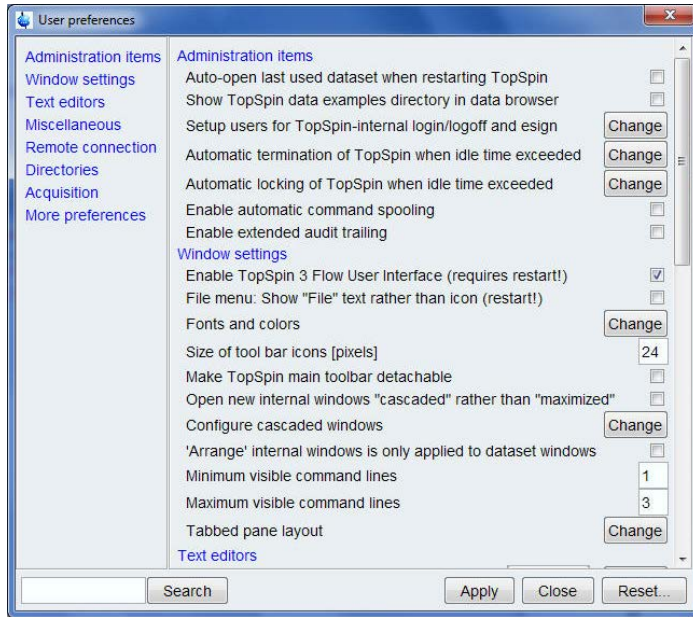 User preferences
Administration items
Window settings
Text editors
Miscellaneous
Remote connection
Directories
Acquisition
More preferences
Administration items
Auto-open last used dataset when restarting TopSpin
Show TopSpin data examples directory in data browser
Setup users for TopSpin-internal login/logoff and esign Change
Automatic termination of TopSpin when idle time exceeded Change
Automatic locking of TopSpin when idle time exceeded Change
Enable automatic command spooling
Enable extended audit trailing
Window settings
Enable TopSpin 3 Flow User Interface (requires restart!)
File menu: Show "File" text rather than icon (restart!)
Fonts and colors Change
Size of tool bar icons [pixels] 24
Make TopSpin main toolbar detachable
Open new internal windows "cascaded" rather than "maximized"
Configure cascaded windows Change
'Arrange' internal windows is only applied to dataset windows
Minimum visible command lines 1
Maximum visible command lines 3
Tabbed pane layout Change
Text editors
Search Apply Close Reset...